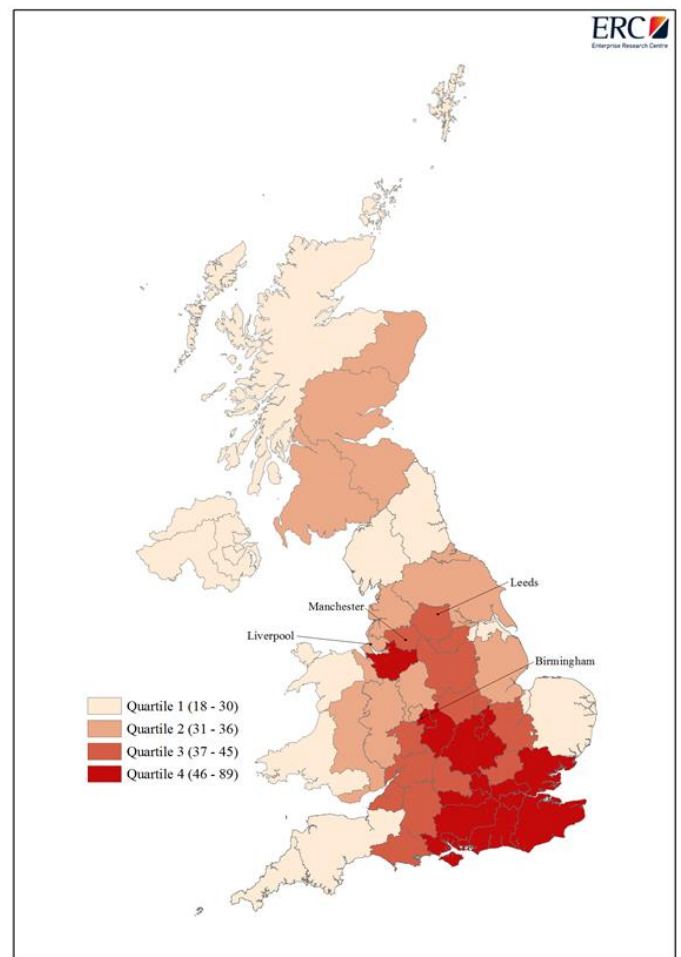 ERC
Enterprise Research Centre
Leeds
Manchester
Liverpool
Birmingham
Quartile 1 (18 - 30)
Quartile 2 (31 - 36)
Quartile 3 (37 - 45)
Quartile 4 (46 - 89)